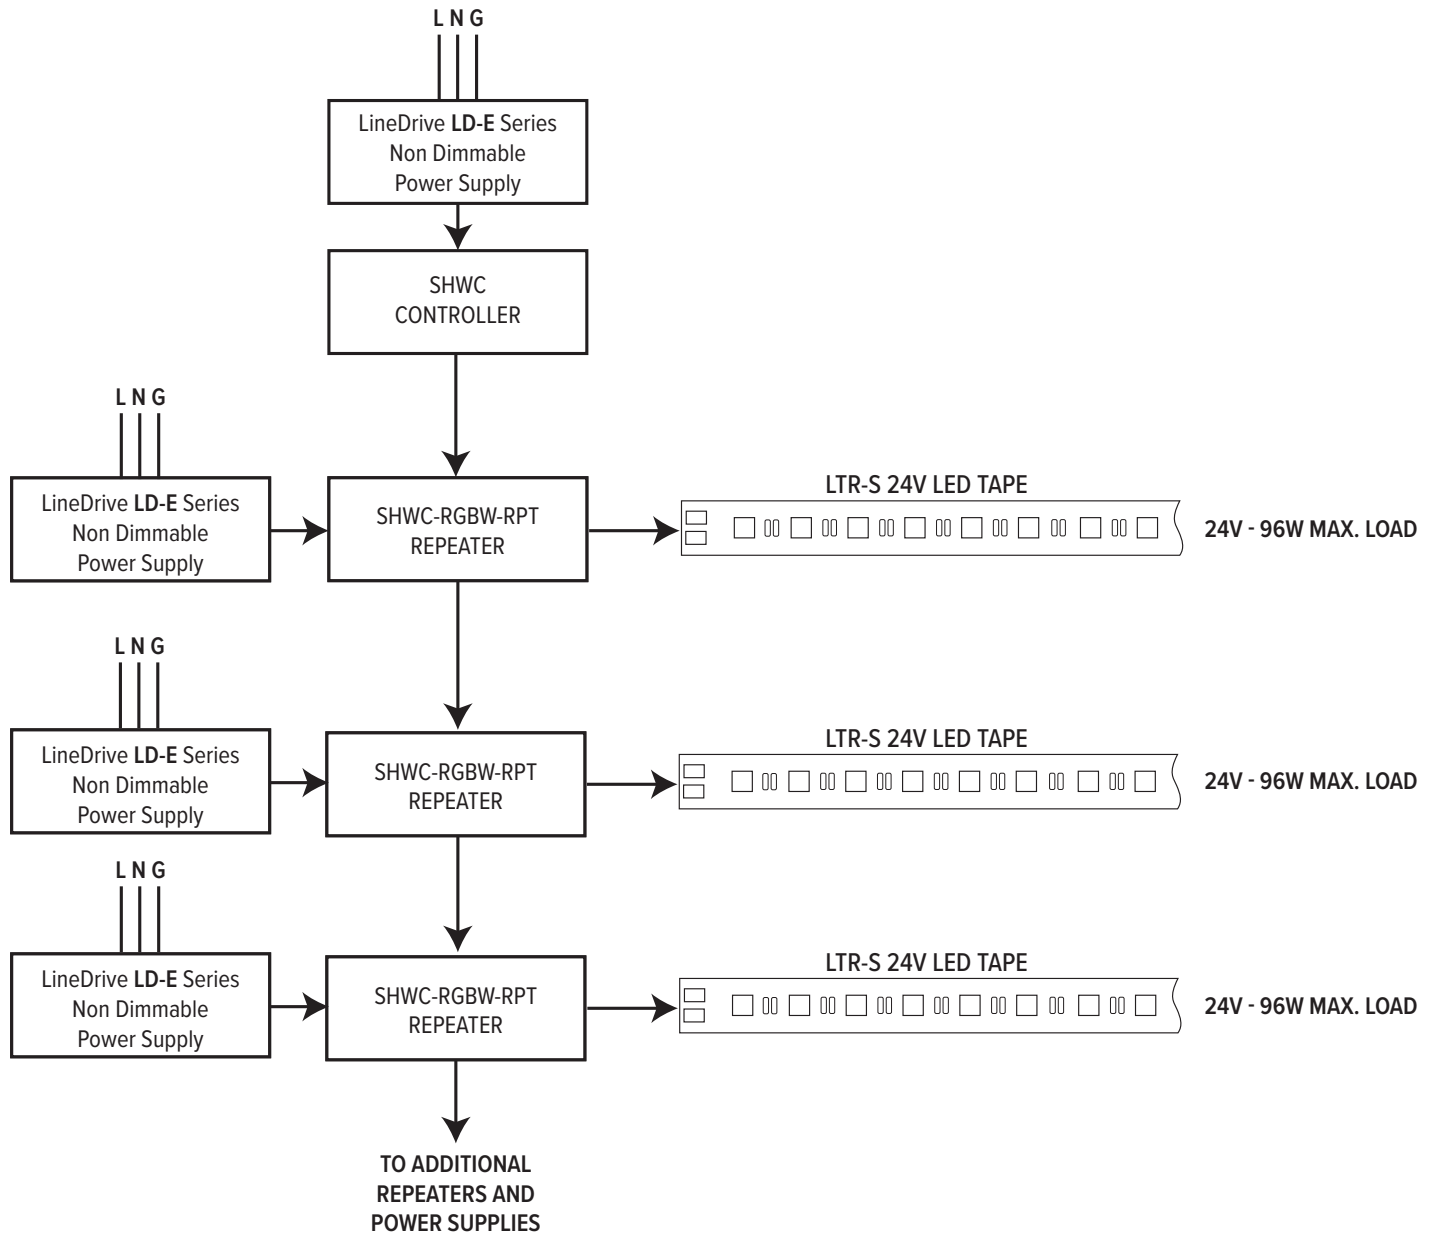 L N G
LineDrive LD-E Series
Non Dimmable
Power Supply
SHWC
CONTROLLER
L N G
LineDrive LD-E Series
Non Dimmable
Power Supply
SHWC-RGBW-RPT
REPEATER
LTR-S 24V LED TAPE
24V - 96W MAX. LOAD
L N G
LineDrive LD-E Series
Non Dimmable
Power Supply
SHWC-RGBW-RPT
REPEATER
LTR-S 24V LED TAPE
24V - 96W MAX. LOAD
L N G
LineDrive LD-E Series
Non Dimmable
Power Supply
SHWC-RGBW-RPT
REPEATER
LTR-S 24V LED TAPE
24V - 96W MAX. LOAD
TO ADDITIONAL
REPEATERS AND
POWER SUPPLIES